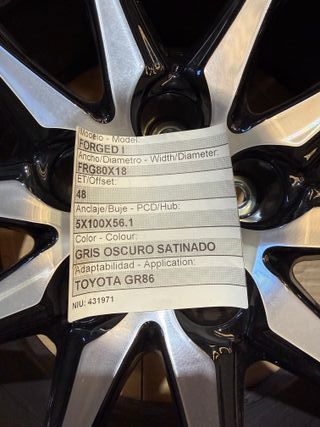 Modelo - Model:
FORGED I
Ancho/Diametro - Width/Diameter:
FRG80X18
ET/Offset:
48
Anclaje/Buje - PCD/Hub:
5X100X56.1
Color - Colour:
GRIS OSCURO SATINADO
Adaptabilidad - Application:
TOYOTA GR86
NIU: 431971